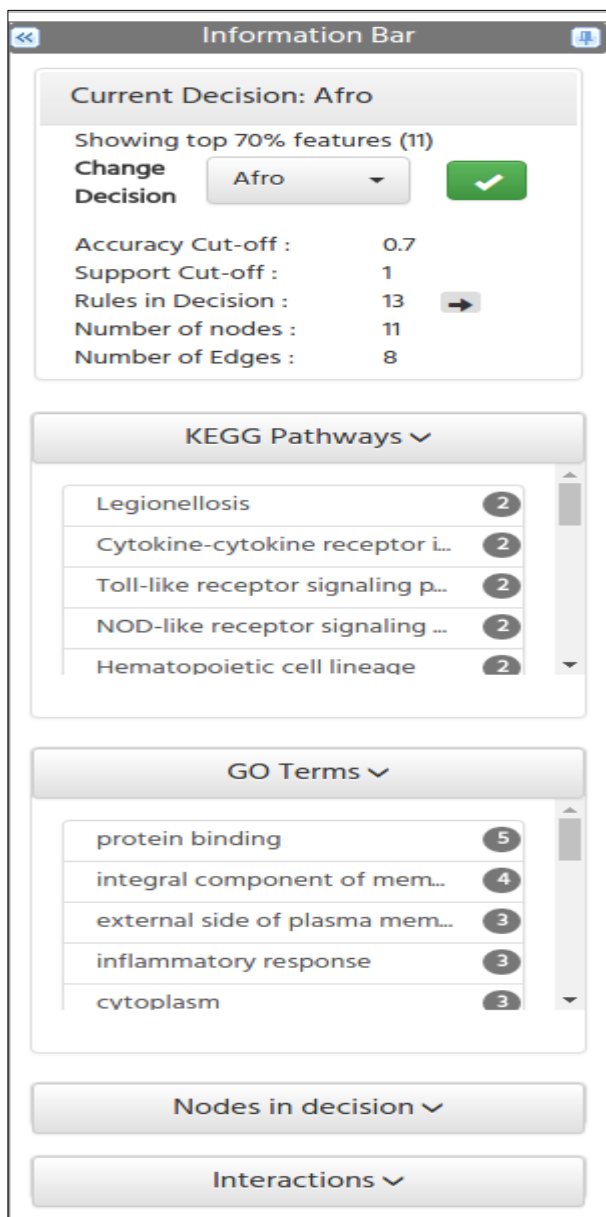 Information Bar
Current Decision: Afro
Showing top 70% features (11)
Change Decision
Afro
Accuracy Cut-off : 0.7
Support Cut-off : 1
Rules in Decision : 13
Number of nodes : 11
Number of Edges : 8
KEGG Pathways
Legionellosis 2
Cytokine-cytokine receptor i... 2
Toll-like receptor signaling p... 2
NOD-like receptor signaling ... 2
Hematopoietic cell lineage 2
GO Terms
protein binding 5
integral component of mem... 4
external side of plasma mem... 3
inflammatory response 3
cytoplasm 3
Nodes in decision
Interactions